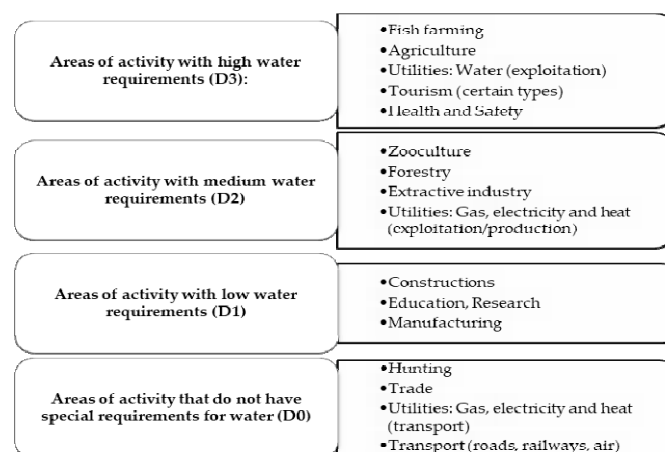 Areas of activity with high water
requirements (D3):
•Fish farming
•Agriculture
•Utilities: Water (exploitation)
•Tourism (certain types)
•Health and Safety
Areas of activity with medium water
requirements (D2)
•Zooculture
•Forestry
•Extractive industry
•Utilities: Gas, electricity and heat
(exploitation/production)
Areas of activity with low water
requirements (D1)
•Constructions
•Education, Research
•Manufacturing
Areas of activity that do not have
special requirements for water (D0)
•Hunting
•Trade
•Utilities: Gas, electricity and heat
(transport)
•Transport (roads, railways, air)